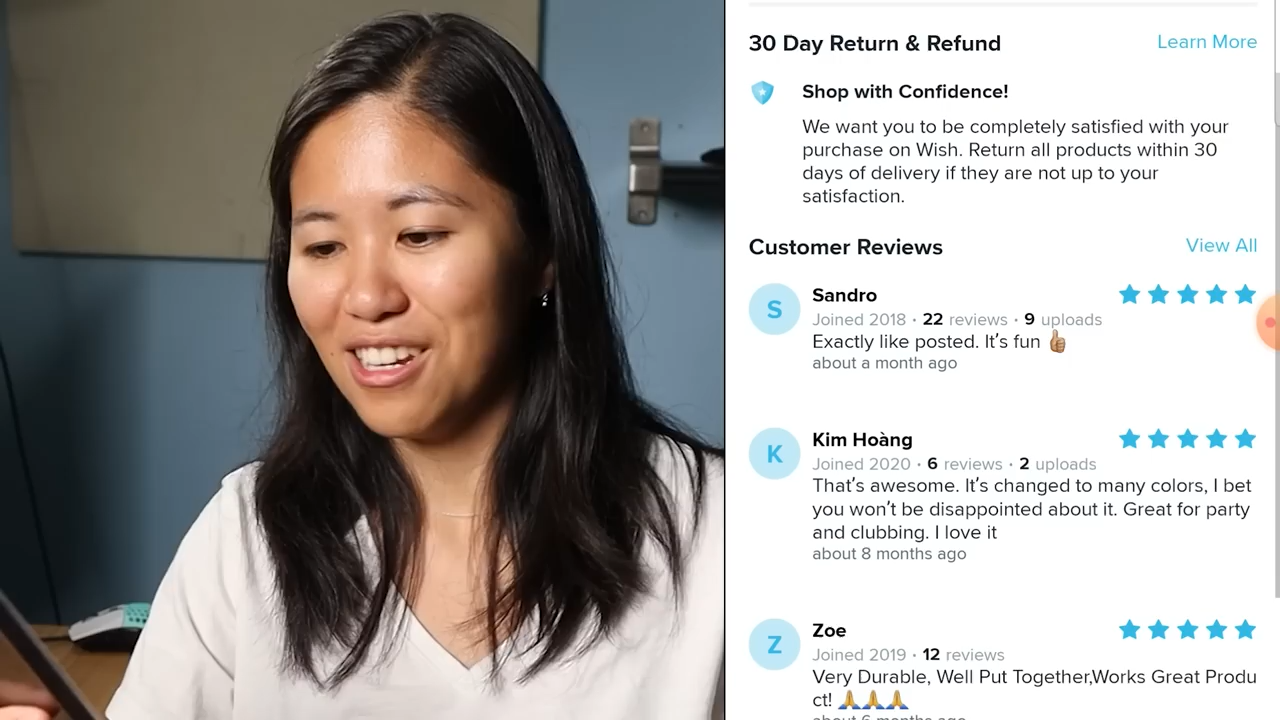 30 Day Return & Refund
Learn More
Shop with Confidence!
We want you to be completely satisfied with your
purchase on Wish. Return all products within 30
days of delivery if they are not up to your
satisfaction.
Customer Reviews
View All
S
Sandro
Joined 2018 · 22 reviews · 9 uploads
Exactly like posted. It's fun 👍🏽
about a month ago
K
Kim Hoàng
Joined 2020 · 6 reviews · 2 uploads
That's awesome. It's changed to many colors, I bet
you won't be disappointed about it. Great for party
and clubbing. I love it
about 8 months ago
Z
Zoe
Joined 2019 · 12 reviews
Very Durable, Well Put Together,Works Great Produ
ct! 🙏🙏🙏
about 6 months ago